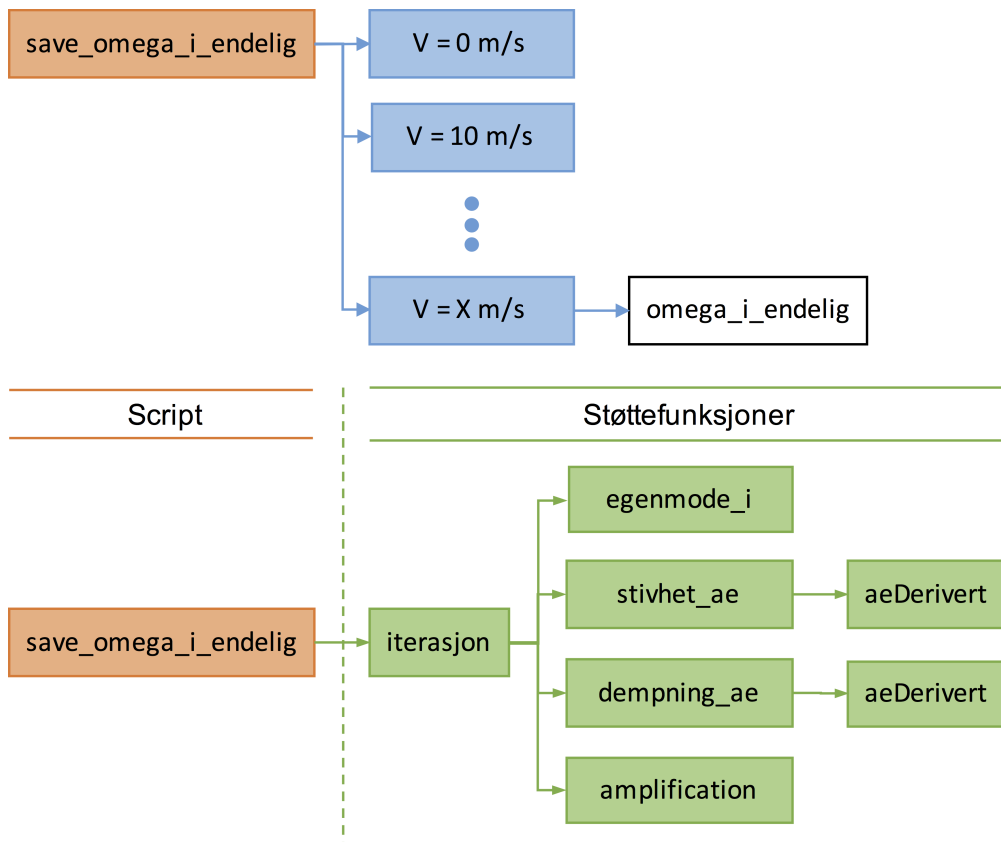 save_omega_i_endelig
V = 0 m/s
V = 10 m/s
V = X m/s
omega_i_endelig
Script
Støttefunksjoner
egenmode_i
stivhet_ae
aeDerivert
save_omega_i_endelig
iterasjon
dempning_ae
aeDerivert
amplification